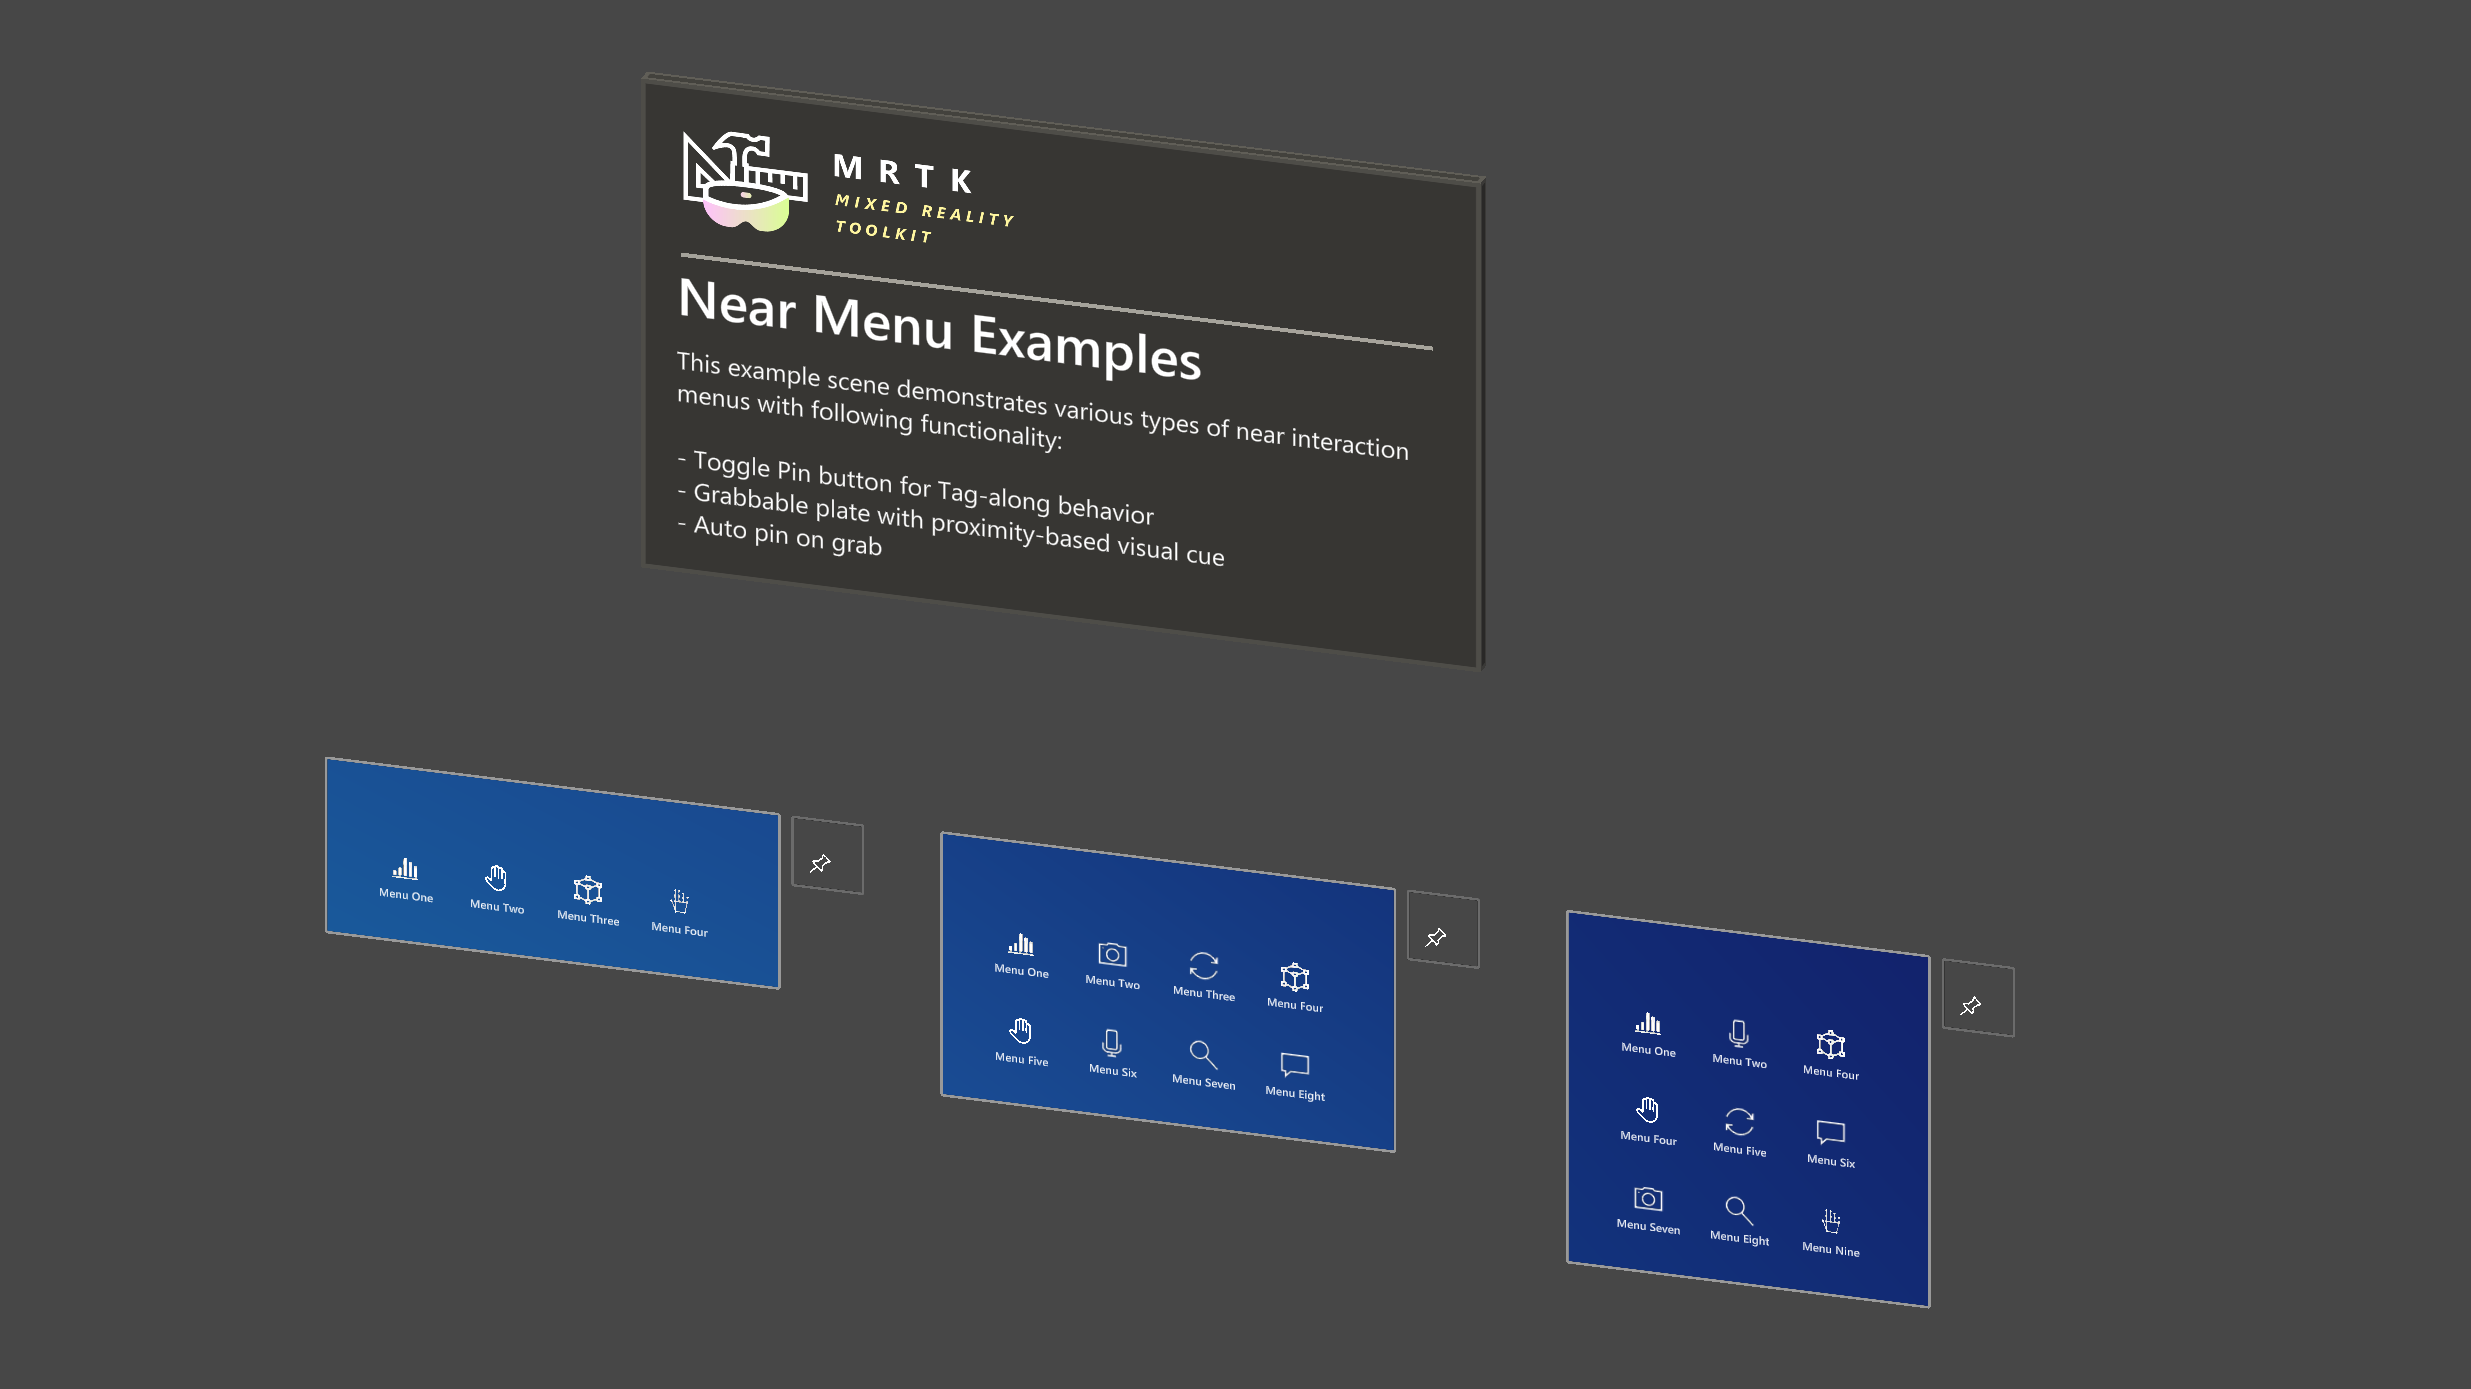 MRTK
MIXED REALITY
TOOLKIT
Near Menu Examples
This example scene demonstrates various types of near interaction
menus with following functionality:
- Toggle Pin button for Tag-along behavior
- Grabbable plate with proximity-based visual cue
- Auto pin on grab
Menu One Menu Two Menu Three Menu Four
Menu One Menu Two Menu Three Menu Four
Menu Five Menu Six Menu Seven Menu Eight
Menu One Menu Two Menu Four
Menu Four Menu Five Menu Six
Menu Seven Menu Eight Menu Nine